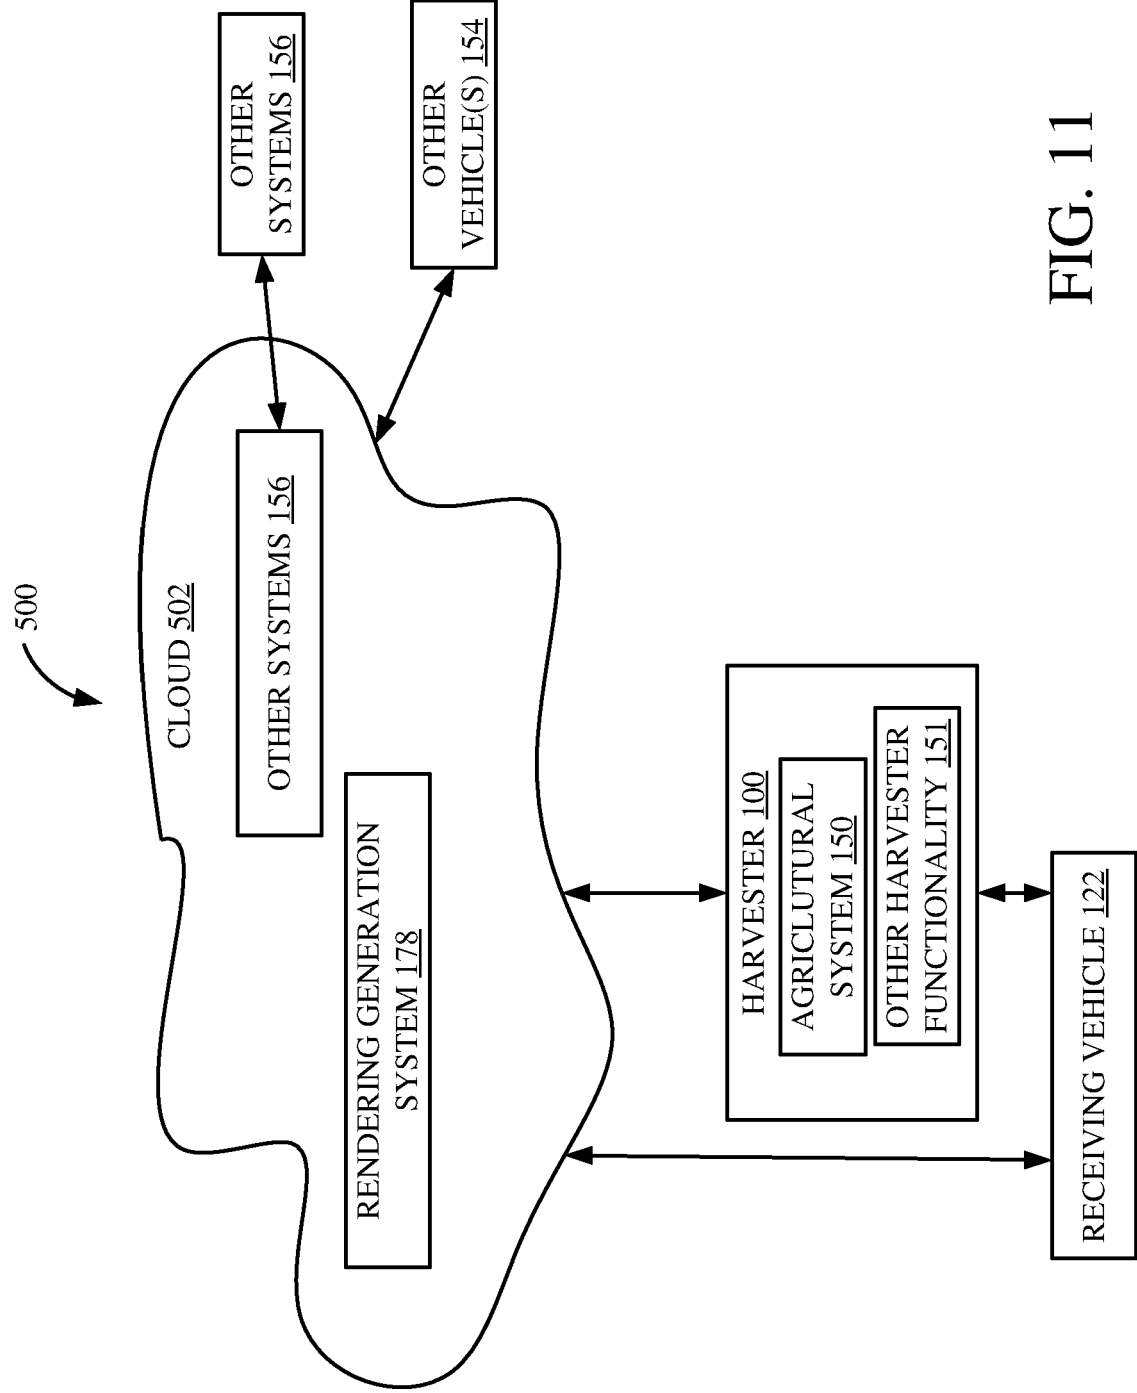 500
CLOUD 502
OTHER SYSTEMS 156
RENDERING GENERATION
SYSTEM 178
OTHER
SYSTEMS 156
OTHER
VEHICLE(S) 154
HARVESTER 100
AGRICLUTURAL
SYSTEM 150
OTHER HARVESTER
FUNCTIONALITY 151
RECEIVING VEHICLE 122
FIG. 11